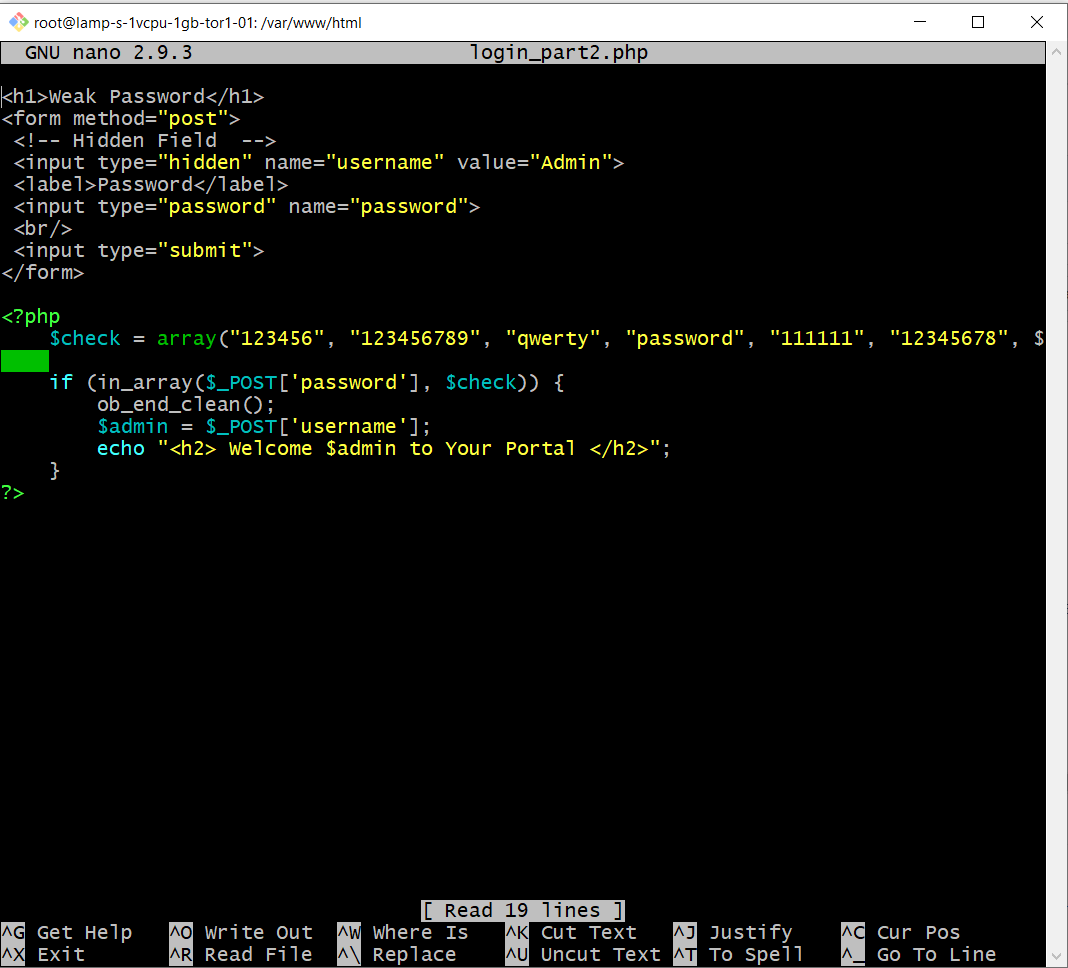 root@lamp-s-1vcpu-1gb-tor1-01: /var/www/html
GNU nano 2.9.3 login_part2.php
<h1>Weak Password</h1>
<form method="post">
 <!-- Hidden Field  -->
 <input type="hidden" name="username" value="Admin">
 <label>Password</label>
 <input type="password" name="password">
 <br/>
 <input type="submit">
</form>
<?php
    $check = array("123456", "123456789", "qwerty", "password", "111111", "12345678", $
    if (in_array($_POST['password'], $check)) {
        ob_end_clean();
        $admin = $_POST['username'];
        echo "<h2> Welcome $admin to Your Portal </h2>";
    }
?>
[ Read 19 lines ]
^G Get Help ^O Write Out ^W Where Is ^K Cut Text ^J Justify ^C Cur Pos
^X Exit ^R Read File ^\ Replace ^U Uncut Text ^T To Spell ^_ Go To Line